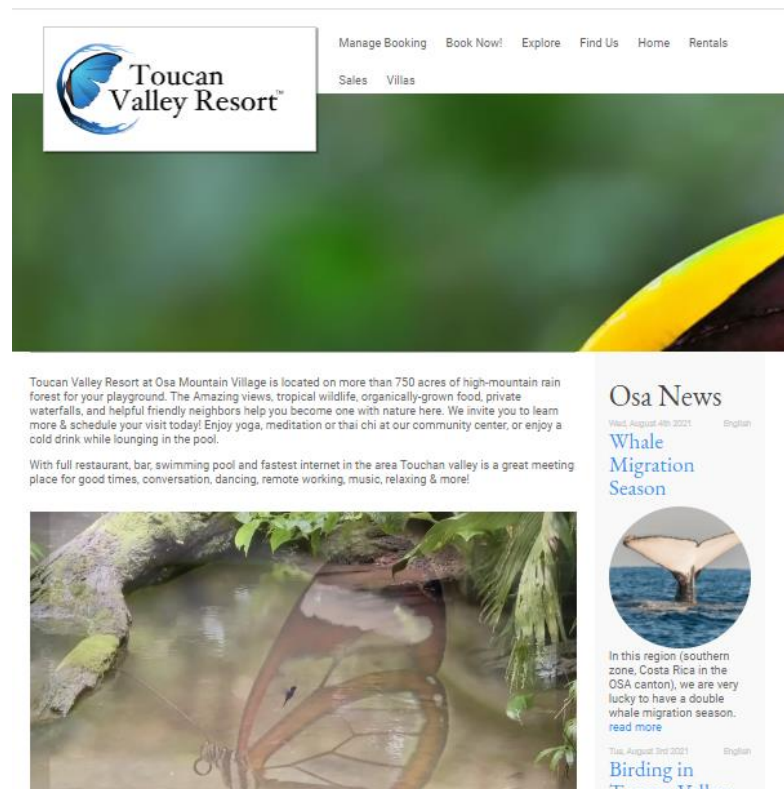 Toucan
Valley Resort™
Manage Booking Book Now! Explore Find Us Home Rentals
Sales Villas
Toucan Valley Resort at Osa Mountain Village is located on more than 750 acres of high-mountain rain
forest for your playground. The Amazing views, tropical wildlife, organically-grown food, private
waterfalls, and helpful friendly neighbors help you become one with nature here. We invite you to learn
more & schedule your visit today! Enjoy yoga, meditation or thai chi at our community center, or enjoy a
cold drink while lounging in the pool.
With full restaurant, bar, swimming pool and fastest internet in the area Touchan valley is a great meeting
place for good times, conversation, dancing, remote working, music, relaxing & more!
Osa News
Wed, August 4th 2021 English
Whale
Migration
Season
In this region (southern
zone, Costa Rica in the
OSA canton), we are very
lucky to have a double
whale migration season.
read more
Tue, August 3rd 2021 English
Birding in